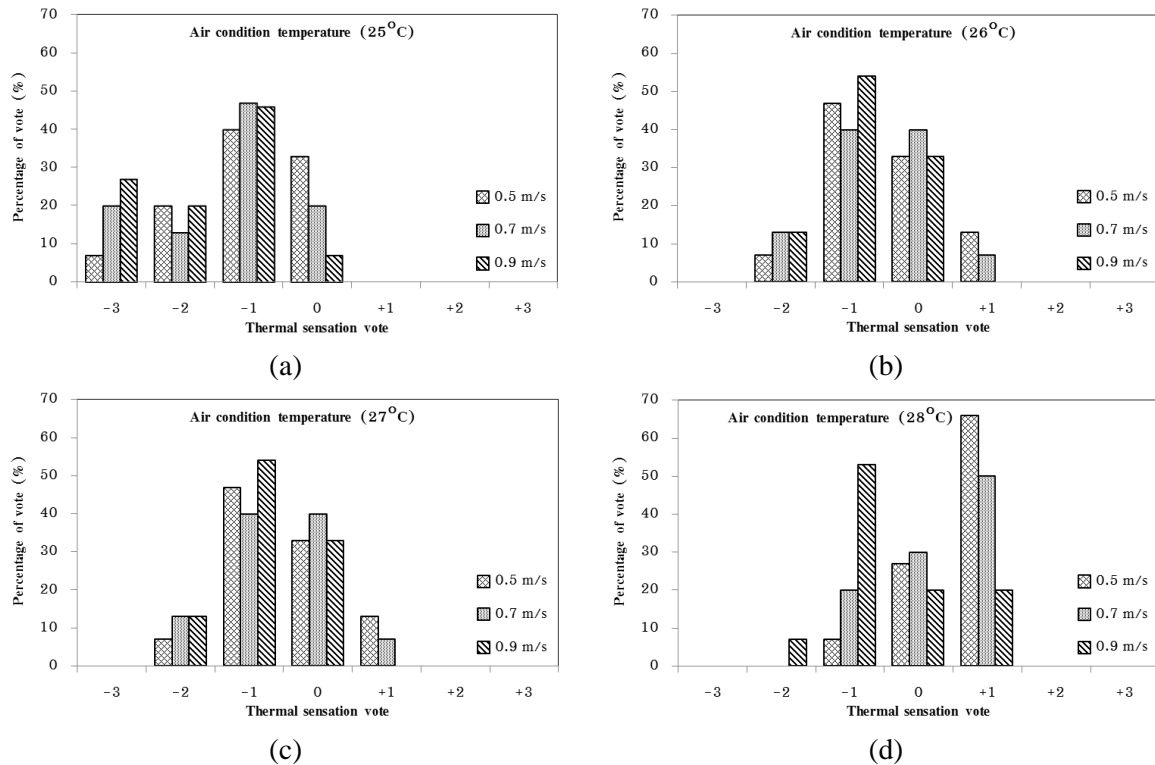 Air condition temperature (25°C)
Percentage of vote (%)
70
60
50
40
30
20
10
0
0.5 m/s
0.7 m/s
0.9 m/s
-3 -2 -1 0 +1 +2 +3
Thermal sensation vote
(a)
Air condition temperature (26°C)
Percentage of vote (%)
70
60
50
40
30
20
10
0
0.5 m/s
0.7 m/s
0.9 m/s
-3 -2 -1 0 +1 +2 +3
Thermal sensation vote
(b)
Air condition temperature (27°C)
Percentage of vote (%)
70
60
50
40
30
20
10
0
0.5 m/s
0.7 m/s
0.9 m/s
-3 -2 -1 0 +1 +2 +3
Thermal sensation vote
(c)
Air condition temperature (28°C)
Percentage of vote (%)
70
60
50
40
30
20
10
0
0.5 m/s
0.7 m/s
0.9 m/s
-3 -2 -1 0 +1 +2 +3
Thermal sensation vote
(d)